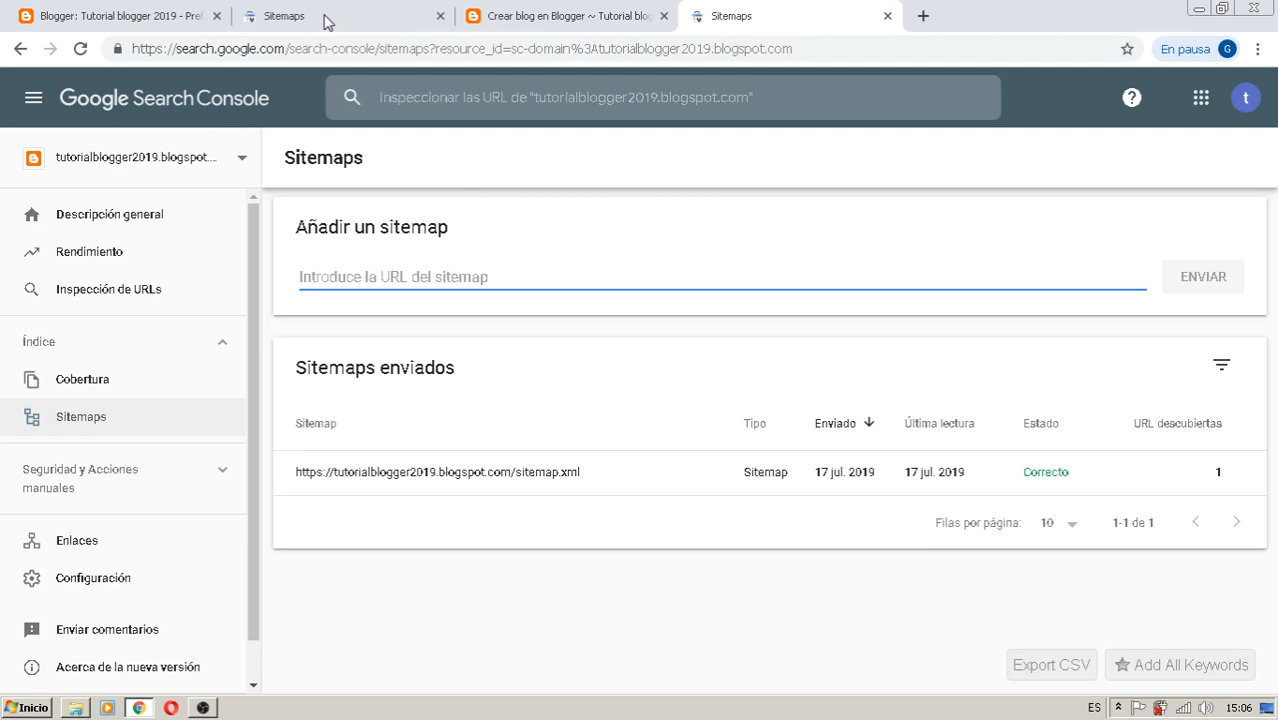 Blogger: Tutorial blogger 2019 - Pref
Sitemaps
Crear blog en Blogger ~ Tutorial blog
Sitemaps
https://search.google.com/search-console/sitemaps?resource_id=sc-domain%3Atutorialblogger2019.blogspot.com
En pausa
G
Google Search Console
Inspeccionar las URL de "tutorialblogger2019.blogspot.com"
t
tutorialblogger2019.blogspot....
Sitemaps
Descripción general
Rendimiento
Inspección de URLs
Índice
Cobertura
Sitemaps
Seguridad y Acciones
manuales
Enlaces
Configuración
Enviar comentarios
Acerca de la nueva versión
Añadir un sitemap
Introduce la URL del sitemap
ENVIAR
Sitemaps enviados
Sitemap Tipo Enviado Última lectura Estado URL descubiertas
https://tutorialblogger2019.blogspot.com/sitemap.xml Sitemap 17 jul. 2019 17 jul. 2019 Correcto 1
Filas por página: 10 1-1 de 1
Export CSV
Add All Keywords
Inicio
ES
15:06